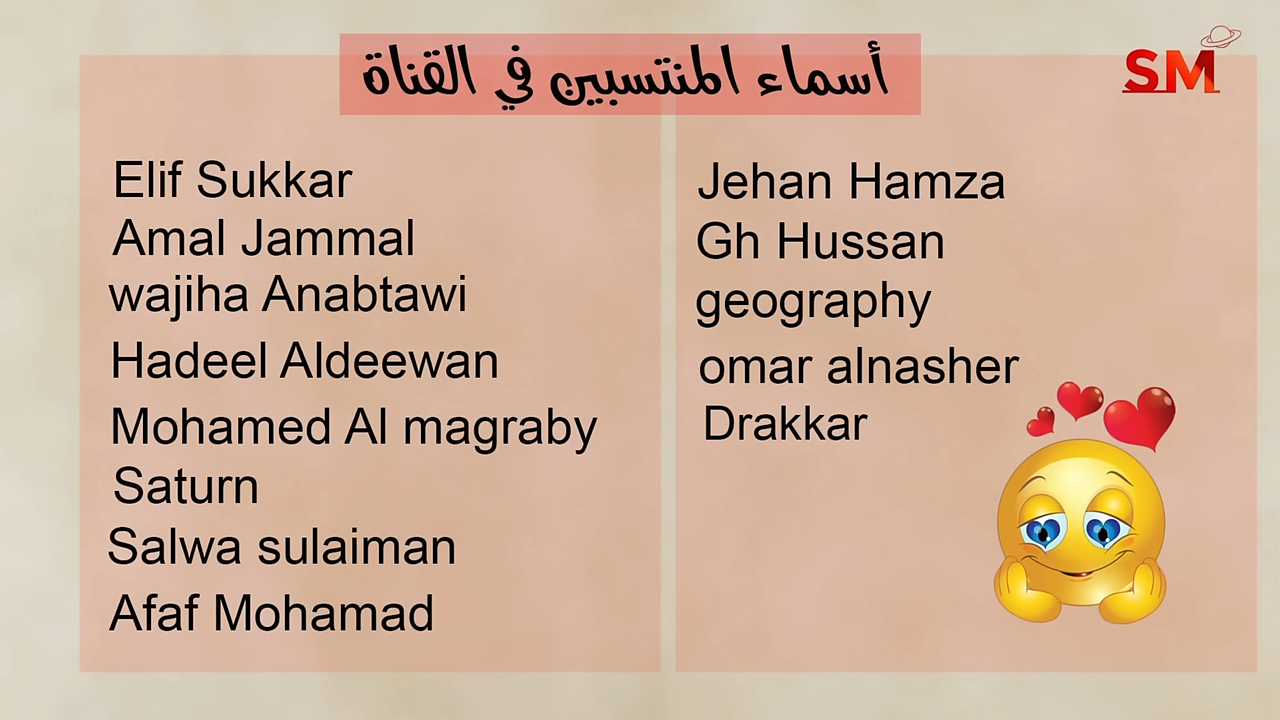 أسماء المنتسبين في القناة
SM
Elif Sukkar
Amal Jammal
wajiha Anabtawi
Hadeel Aldeewan
Mohamed Al magraby
Saturn
Salwa sulaiman
Afaf Mohamad
Jehan Hamza
Gh Hussan
geography
omar alnasher
Drakkar